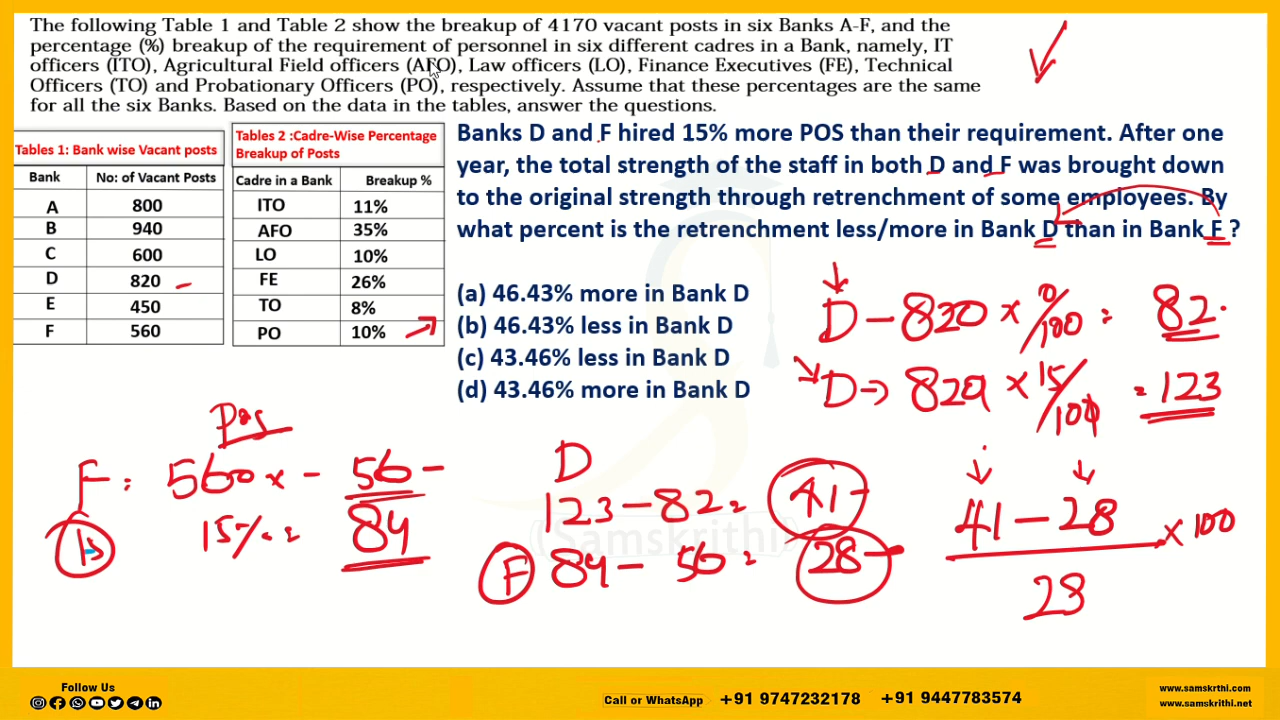 The following Table 1 and Table 2 show the breakup of 4170 vacant posts in six Banks A-F, and the
percentage (%) breakup of the requirement of personnel in six different cadres in a Bank, namely, IT
officers (ITO), Agricultural Field officers (AFO), Law officers (LO), Finance Executives (FE), Technical
Officers (TO) and Probationary Officers (PO), respectively. Assume that these percentages are the same
for all the six Banks. Based on the data in the tables, answer the questions.
Tables 1: Bank wise Vacant posts
Bank No: of Vacant Posts
A 800
B 940
C 600
D 820
E 450
F 560
Tables 2 :Cadre-Wise Percentage
Breakup of Posts
Cadre in a Bank Breakup %
ITO 11%
AFO 35%
LO 10%
FE 26%
TO 8%
PO 10%
Banks D and F hired 15% more POS than their requirement. After one
year, the total strength of the staff in both D and F was brought down
to the original strength through retrenchment of some employees. By
what percent is the retrenchment less/more in Bank D than in Bank F ?
(a) 46.43% more in Bank D
(b) 46.43% less in Bank D
(c) 43.46% less in Bank D
(d) 43.46% more in Bank D
D - 820 × 10/100 = 82
D → 820 × 15/100 = 123
Pos
F = 560 × - 56 -
15% = 84
15
D
123 - 82 = 41 -
F 84 - 56 = 28 -
41 - 28
× 100
28
(Samskrithi)
Follow Us
Call or WhatsApp +91 9747232178 +91 9447783574
www.samskrthi.com
www.samskrithi.net